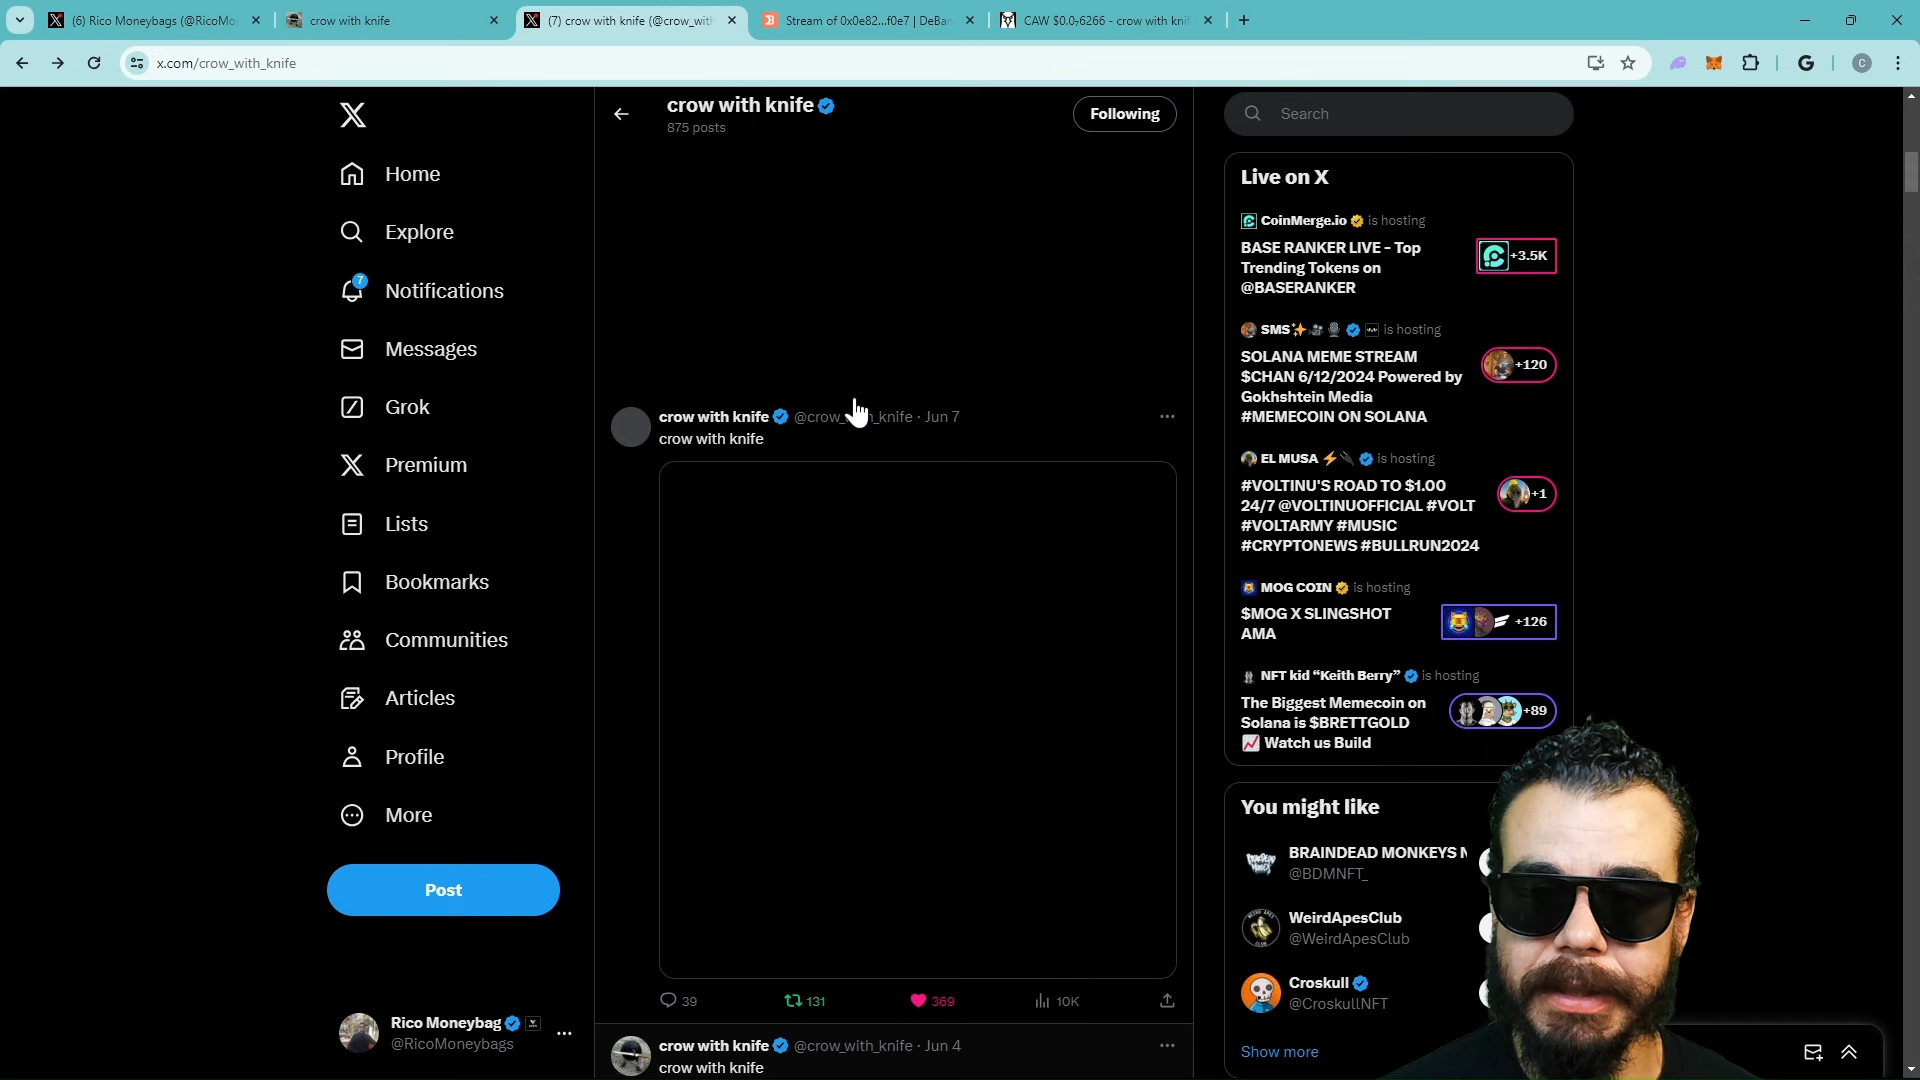 (6) Rico Moneybags (@RicoMo
crow with knife
(7) crow with knife (@crow_with
Stream of 0x0e82...f0e7 | DeBan
CAW $0.0₅6266 - crow with kni
x.com/crow_with_knife
G
C
crow with knife
875 posts
Following
Home
Explore
7
Notifications
Messages
Grok
Premium
Lists
Bookmarks
Communities
Articles
Profile
More
Post
Rico Moneybag
@RicoMoneybags
crow with knife @crow_ _knife · Jun 7
crow with knife
39
131
369
10K
crow with knife @crow_with_knife · Jun 4
crow with knife
Search
Live on X
CoinMerge.io is hosting
BASE RANKER LIVE - Top
Trending Tokens on
@BASERANKER
+3.5K
SMS is hosting
SOLANA MEME STREAM
$CHAN 6/12/2024 Powered by
Gokhshtein Media
#MEMECOIN ON SOLANA
+120
EL MUSA is hosting
#VOLTINU'S ROAD TO $1.00
24/7 @VOLTINUOFFICIAL #VOLT
#VOLTARMY #MUSIC
#CRYPTONEWS #BULLRUN2024
+1
MOG COIN is hosting
$MOG X SLINGSHOT
AMA
+126
NFT kid “Keith Berry” is hosting
The Biggest Memecoin on
Solana is $BRETTGOLD
Watch us Build
+89
You might like
BRAINDEAD MONKEYS N
@BDMNFT_
WeirdApesClub
@WeirdApesClub
Croskull
@CroskullNFT
Show more